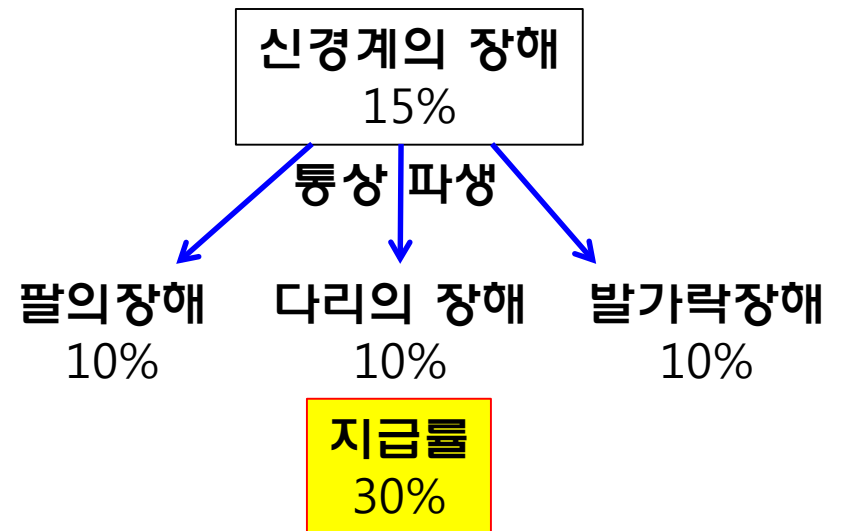 신경계의 장해
15%
통상 파생
팔의장해 다리의 장해 발가락장해
10% 10% 10%
지급률
30%